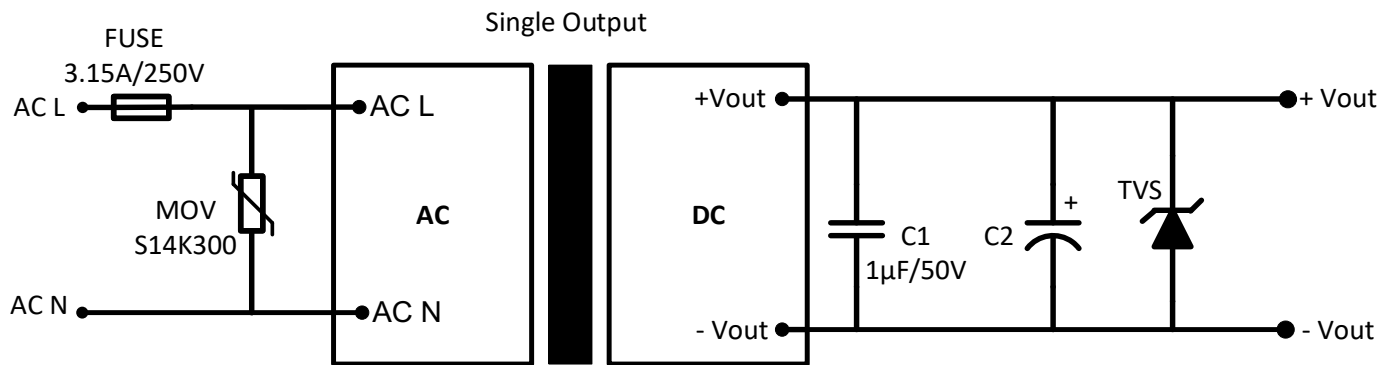 Single Output
FUSE
3.15A/250V
AC L
AC L
+Vout
+ Vout
MOV
S14K300
AC
DC
C1
1µF/50V
C2
+
TVS
AC N
AC N
- Vout
- Vout